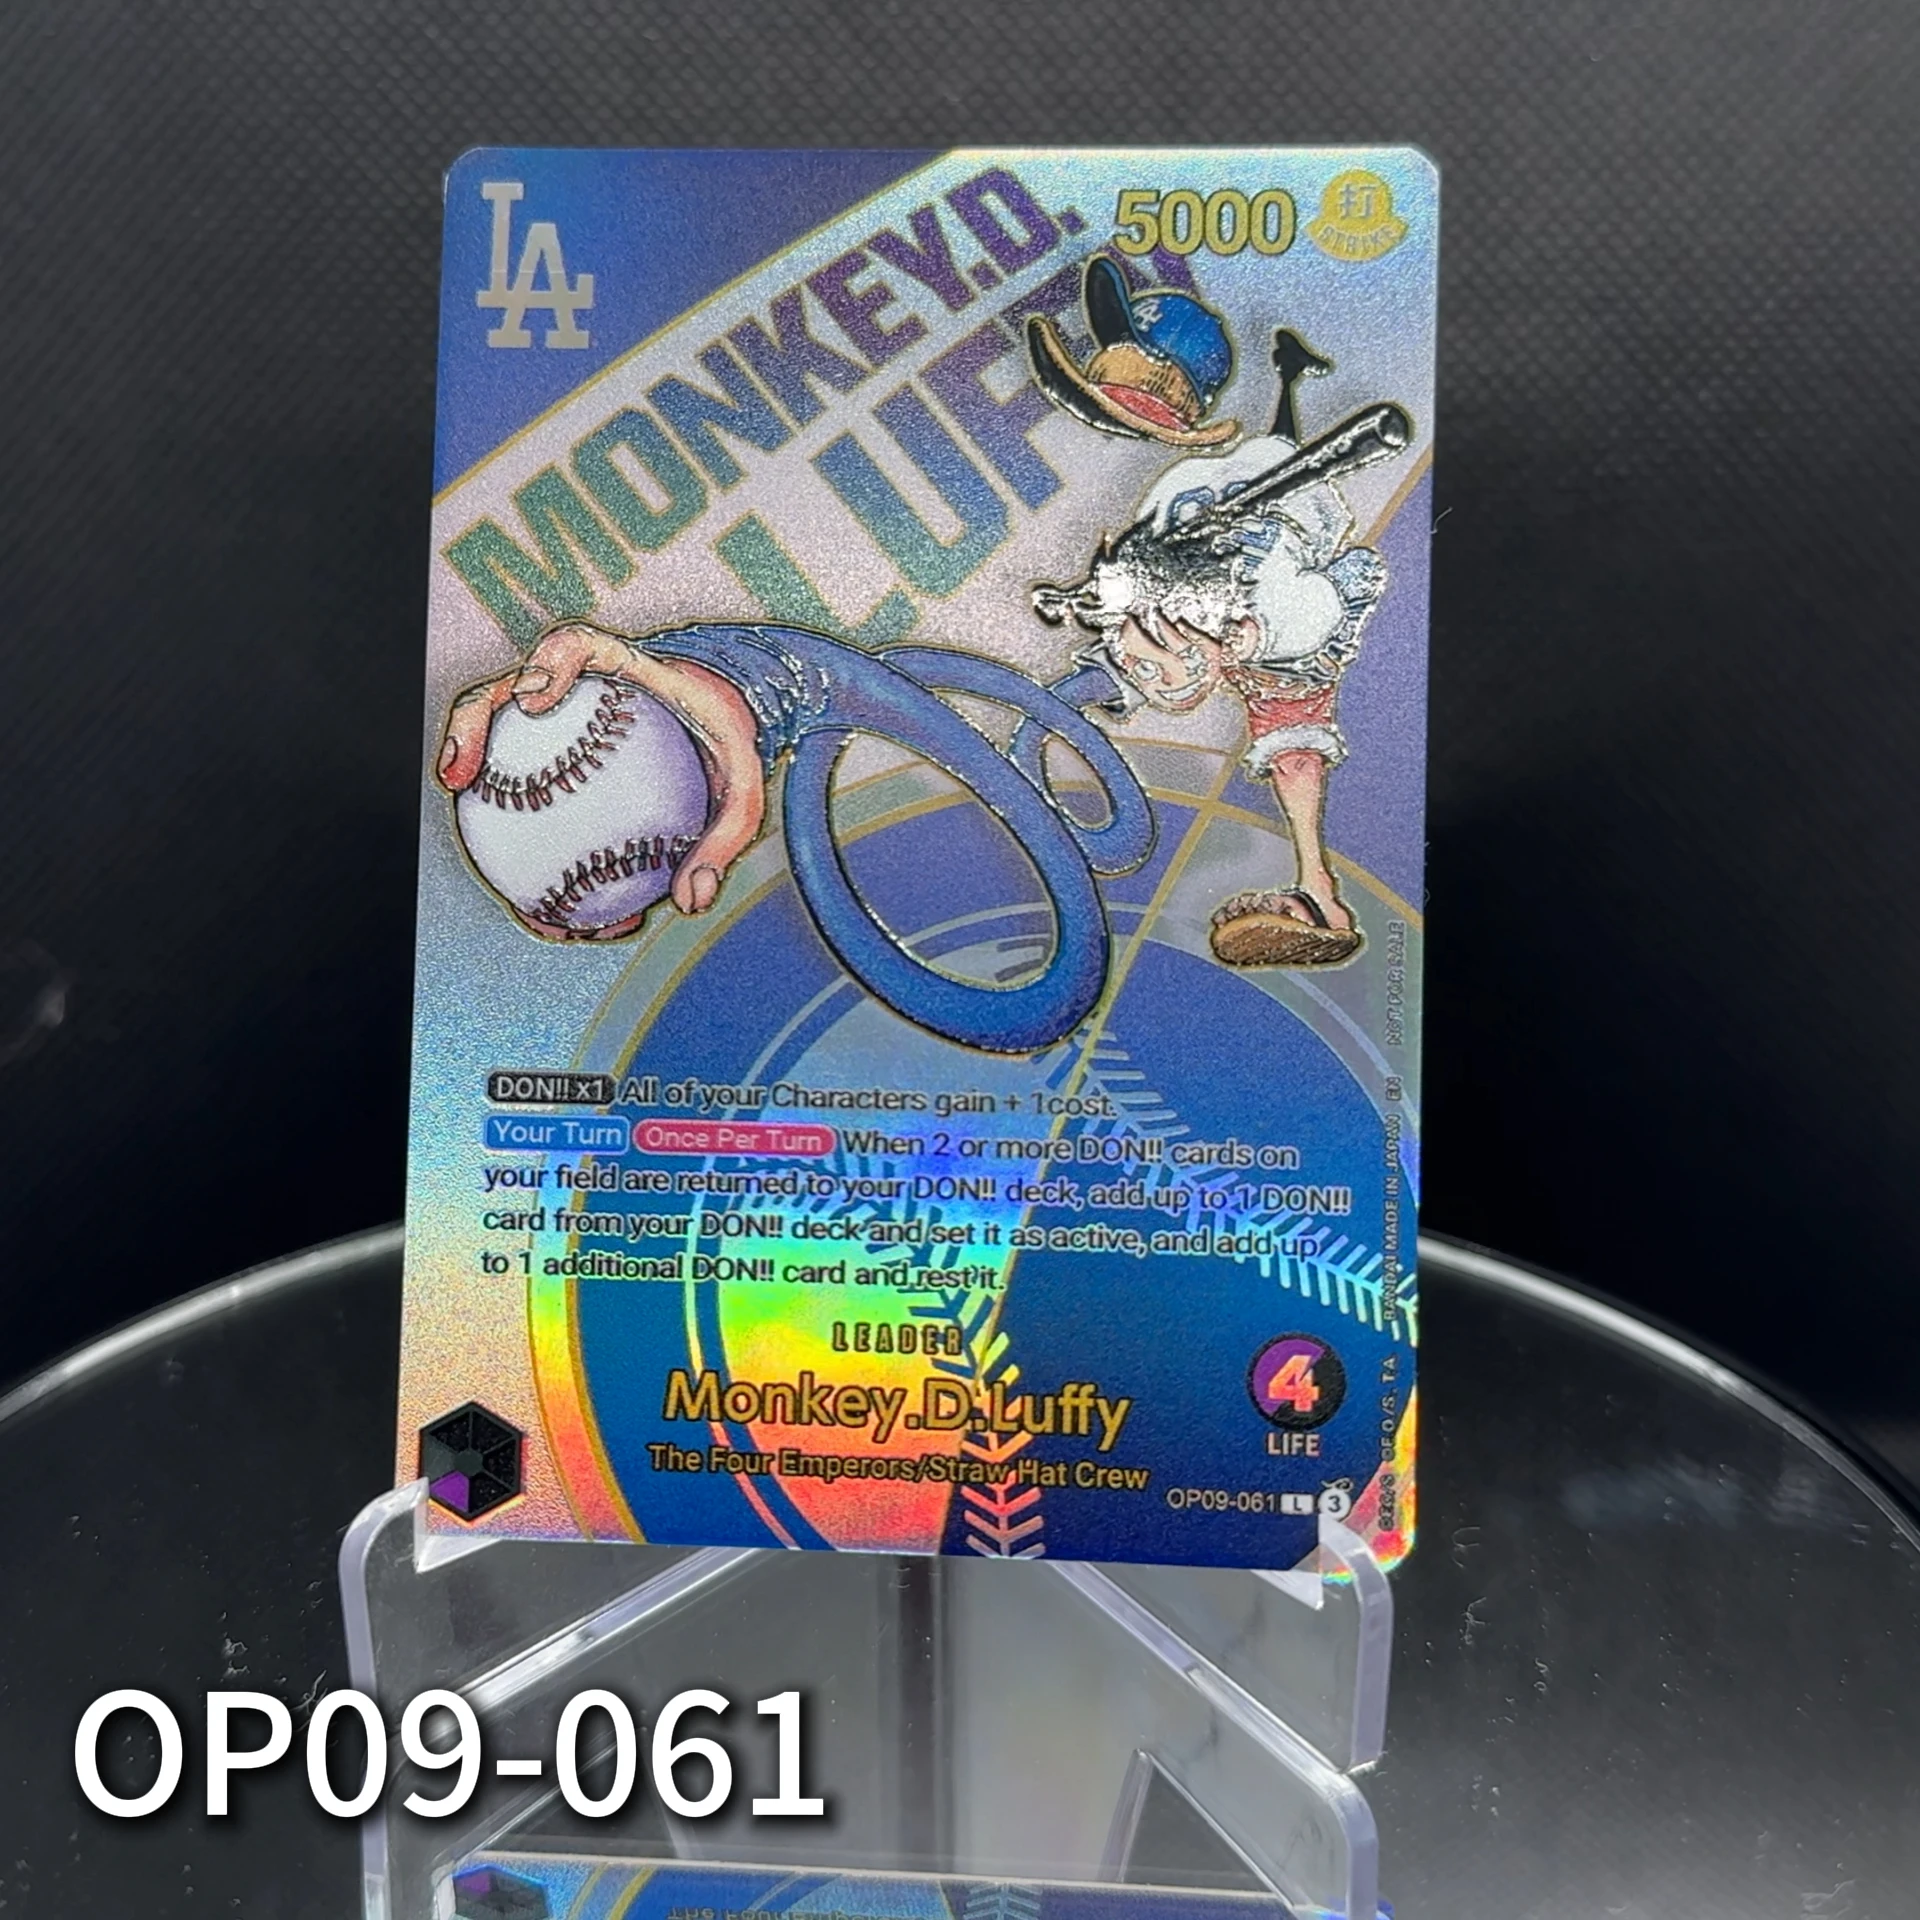 LA
MONKEY.D.
LUFFY
5000
打
STRIKE
DON!! x1 All of your Characters gain + 1cost.
Your Turn Once Per Turn When 2 or more DON!! cards on
your field are returned to your DON!! deck, add up to 1 DON!!
card from your DON!! deck and set it as active, and add up
to 1 additional DON!! card and rest it.
LEADER
Monkey.D.Luffy
The Four Emperors/Straw Hat Crew
4
LIFE
OP09-061 L 3
BANDAI MADE IN JAPAN EN NOT FOR SALE
OP09-061